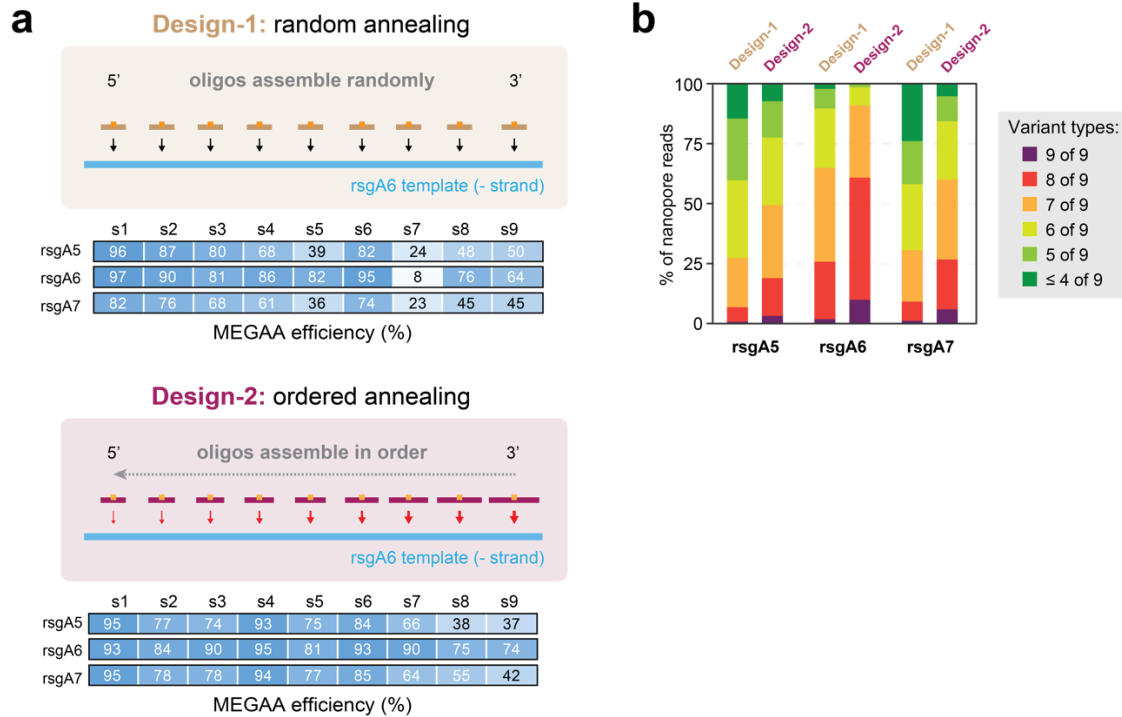 a
Design-1: random annealing
5’ oligos assemble randomly 3’
rsgA6 template (- strand)
s1 s2 s3 s4 s5 s6 s7 s8 s9
rsgA5 96 87 80 68 39 82 24 48 50
rsgA6 97 90 81 86 82 95 8 76 64
rsgA7 82 76 68 61 36 74 23 45 45
MEGAA efficiency (%)
Design-2: ordered annealing
5’ oligos assemble in order 3’
rsgA6 template (- strand)
s1 s2 s3 s4 s5 s6 s7 s8 s9
rsgA5 95 77 74 93 75 84 66 38 37
rsgA6 93 84 90 95 81 93 90 75 74
rsgA7 95 78 78 94 77 85 64 55 42
MEGAA efficiency (%)
b
Design-1 Design-2 Design-1 Design-2 Design-1 Design-2
% of nanopore reads
100
75
50
25
0
rsgA5 rsgA6 rsgA7
Variant types:
9 of 9
8 of 9
7 of 9
6 of 9
5 of 9
≤ 4 of 9